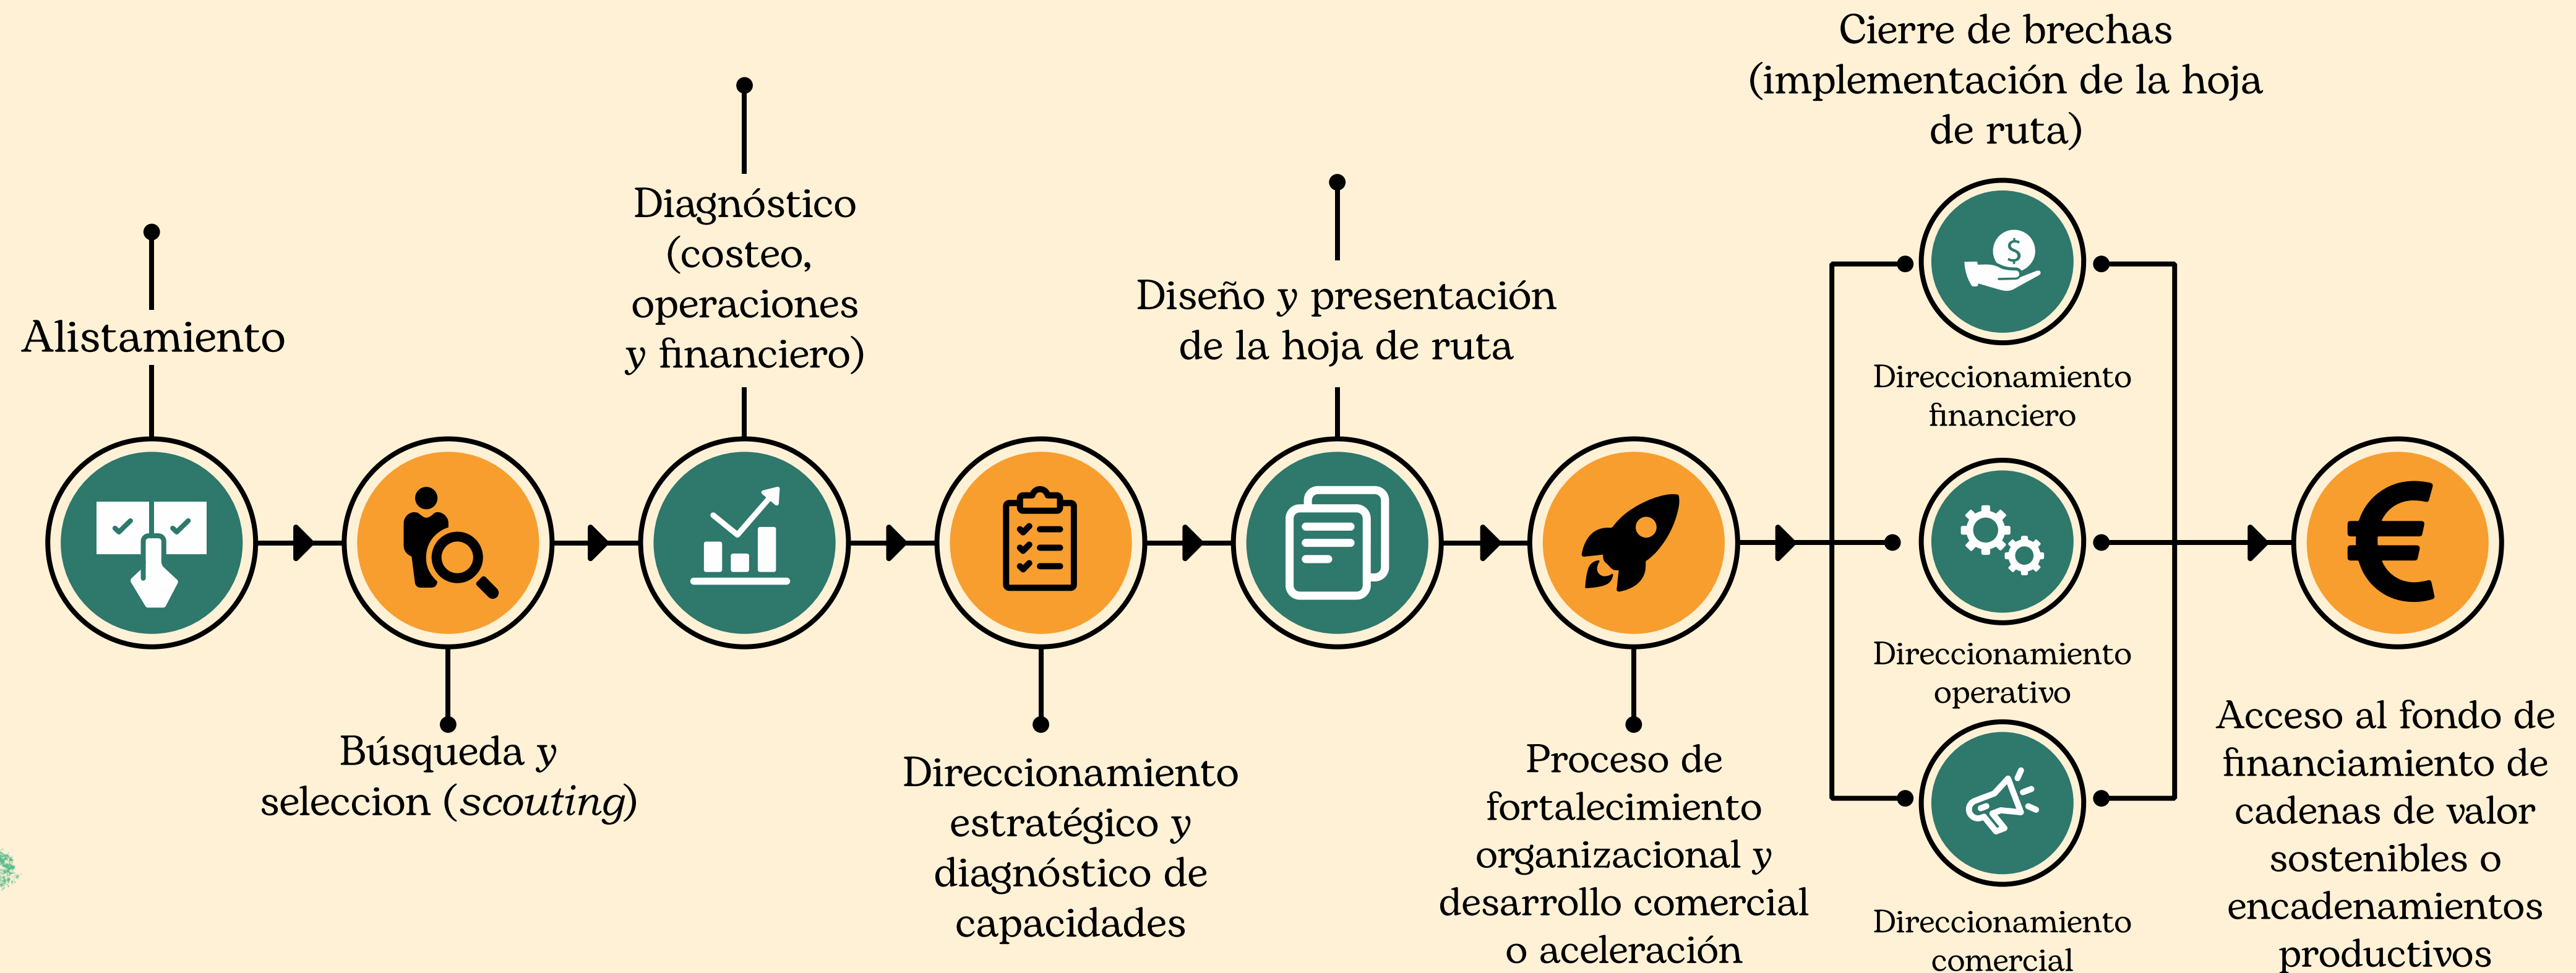 Alistamiento
Búsqueda y
seleccion (scouting)
Diagnóstico
(costeo,
operaciones
y financiero)
Direccionamiento
estratégico y
diagnóstico de
capacidades
Diseño y presentación
de la hoja de ruta
Proceso de
fortalecimiento
organizacional y
desarrollo comercial
o aceleración
Cierre de brechas
(implementación de la hoja
de ruta)
$
Direccionamiento
financiero
Direccionamiento
operativo
Direccionamiento
comercial
€
Acceso al fondo de
financiamiento de
cadenas de valor
sostenibles o
encadenamientos
productivos